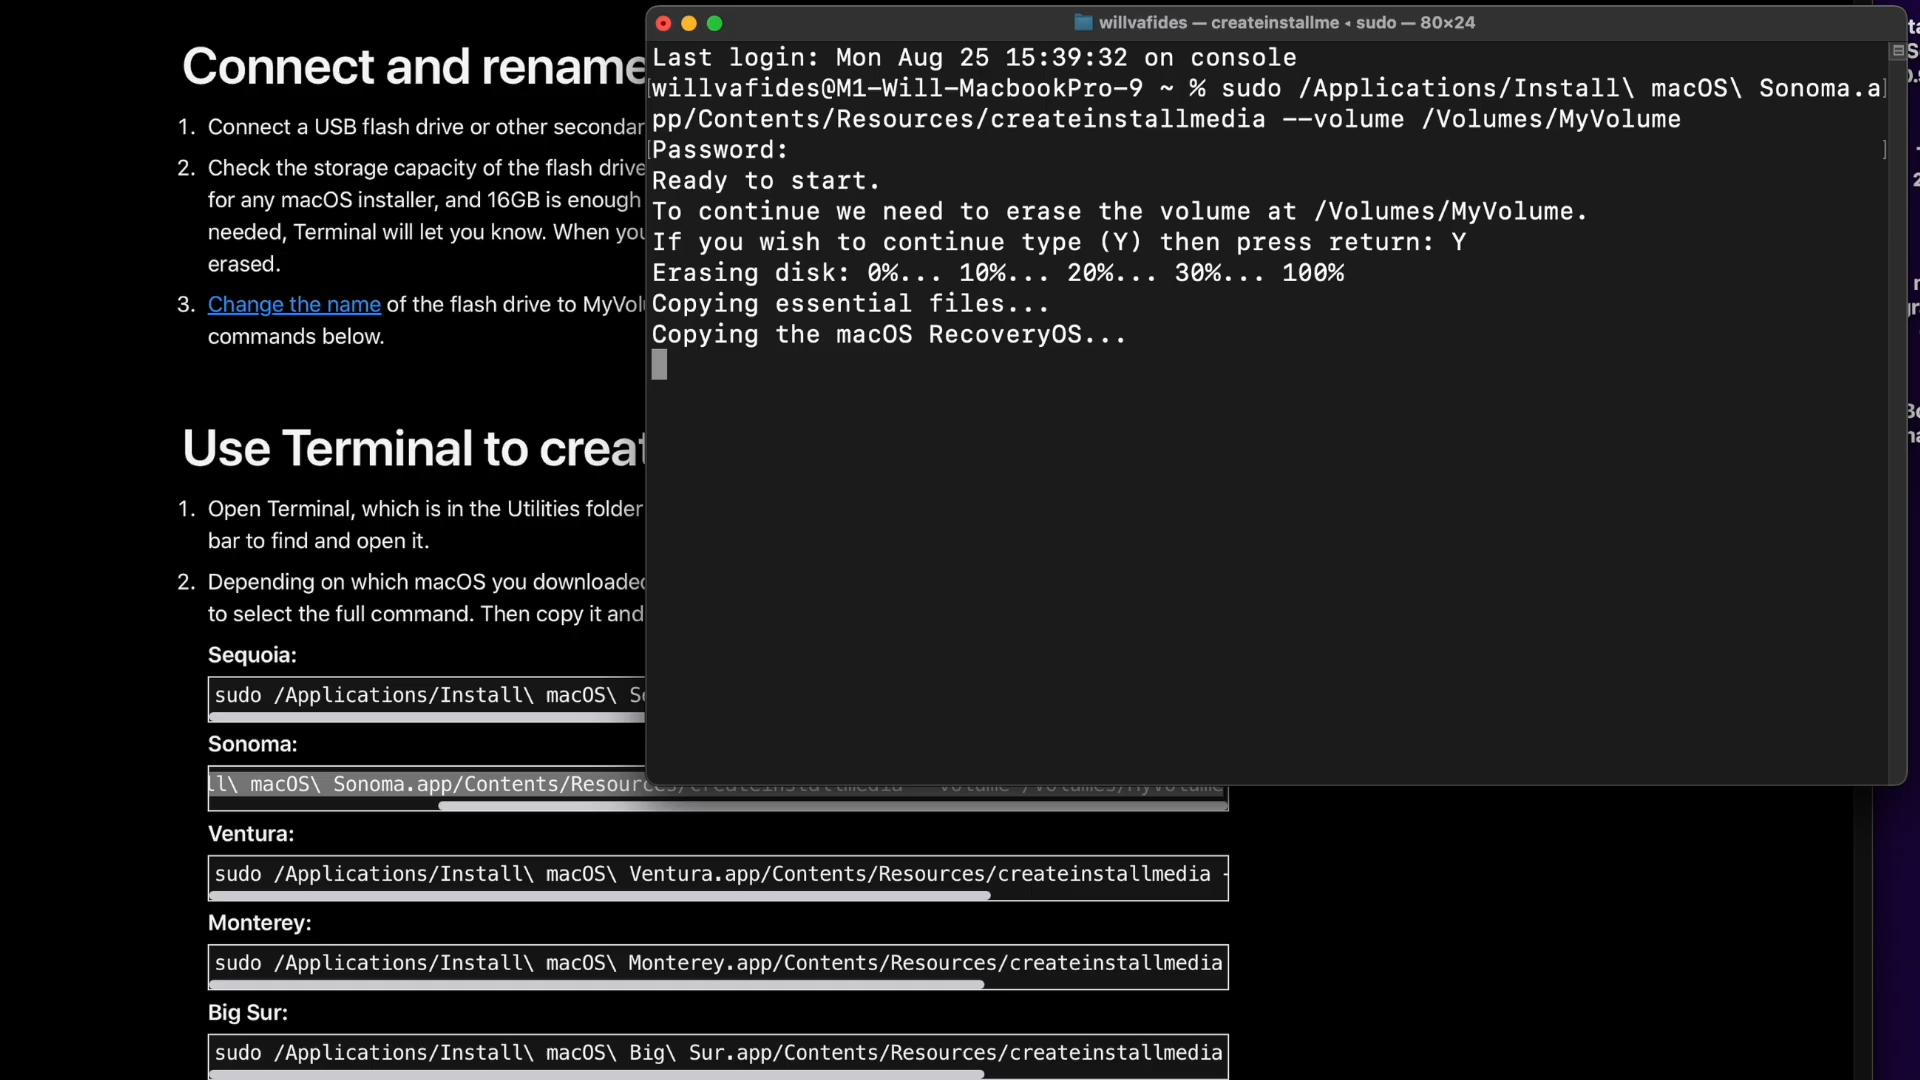 Connect and rename
1. Connect a USB flash drive or other secondar
2. Check the storage capacity of the flash drive
for any macOS installer, and 16GB is enough
needed, Terminal will let you know. When you
erased.
3. Change the name of the flash drive to MyVol
commands below.
Use Terminal to creat
1. Open Terminal, which is in the Utilities folder
bar to find and open it.
2. Depending on which macOS you downloaded
to select the full command. Then copy it and
Sequoia:
sudo /Applications/Install\ macOS\ S
Sonoma:
ll\ macOS\ Sonoma.app/Contents/Resources/createinstallmedia --volume /Volumes/MyVolume
Ventura:
sudo /Applications/Install\ macOS\ Ventura.app/Contents/Resources/createinstallmedia -
Monterey:
sudo /Applications/Install\ macOS\ Monterey.app/Contents/Resources/createinstallmedia
Big Sur:
sudo /Applications/Install\ macOS\ Big\ Sur.app/Contents/Resources/createinstallmedia
willvafides — createinstallme ◂ sudo — 80×24
Last login: Mon Aug 25 15:39:32 on console
[willvafides@M1-Will-MacbookPro-9 ~ % sudo /Applications/Install\ macOS\ Sonoma.a]
pp/Contents/Resources/createinstallmedia --volume /Volumes/MyVolume
[Password: ]
Ready to start.
To continue we need to erase the volume at /Volumes/MyVolume.
If you wish to continue type (Y) then press return: Y
Erasing disk: 0%... 10%... 20%... 30%... 100%
Copying essential files...
Copying the macOS RecoveryOS...